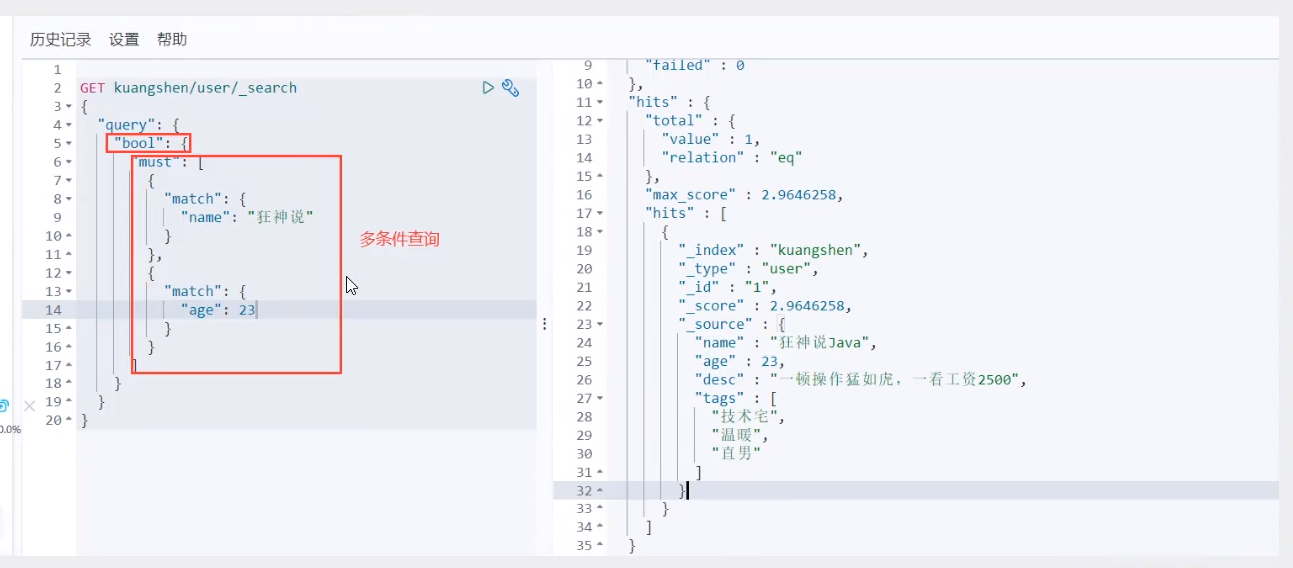 历史记录 设置 帮助
1
2 GET kuangshen/user/_search
3 {
4 "query": {
5 "bool": {
6 "must": [
7 {
8 "match": {
9 "name": "狂神说"
10 }
11 },
12 {
13 "match": {
14 "age": 23
15 }
16 }
17 ]
18 }
19 }
20 }
多条件查询
0.0%
9 "failed" : 0
10 },
11 "hits" : {
12 "total" : {
13 "value" : 1,
14 "relation" : "eq"
15 },
16 "max_score" : 2.9646258,
17 "hits" : [
18 {
19 "_index" : "kuangshen",
20 "_type" : "user",
21 "_id" : "1",
22 "_score" : 2.9646258,
23 "_source" : {
24 "name" : "狂神说Java",
25 "age" : 23,
26 "desc" : "一顿操作猛如虎，一看工资2500",
27 "tags" : [
28 "技术宅",
29 "温暖",
30 "直男"
31 ]
32 }
33 }
34 ]
35 }